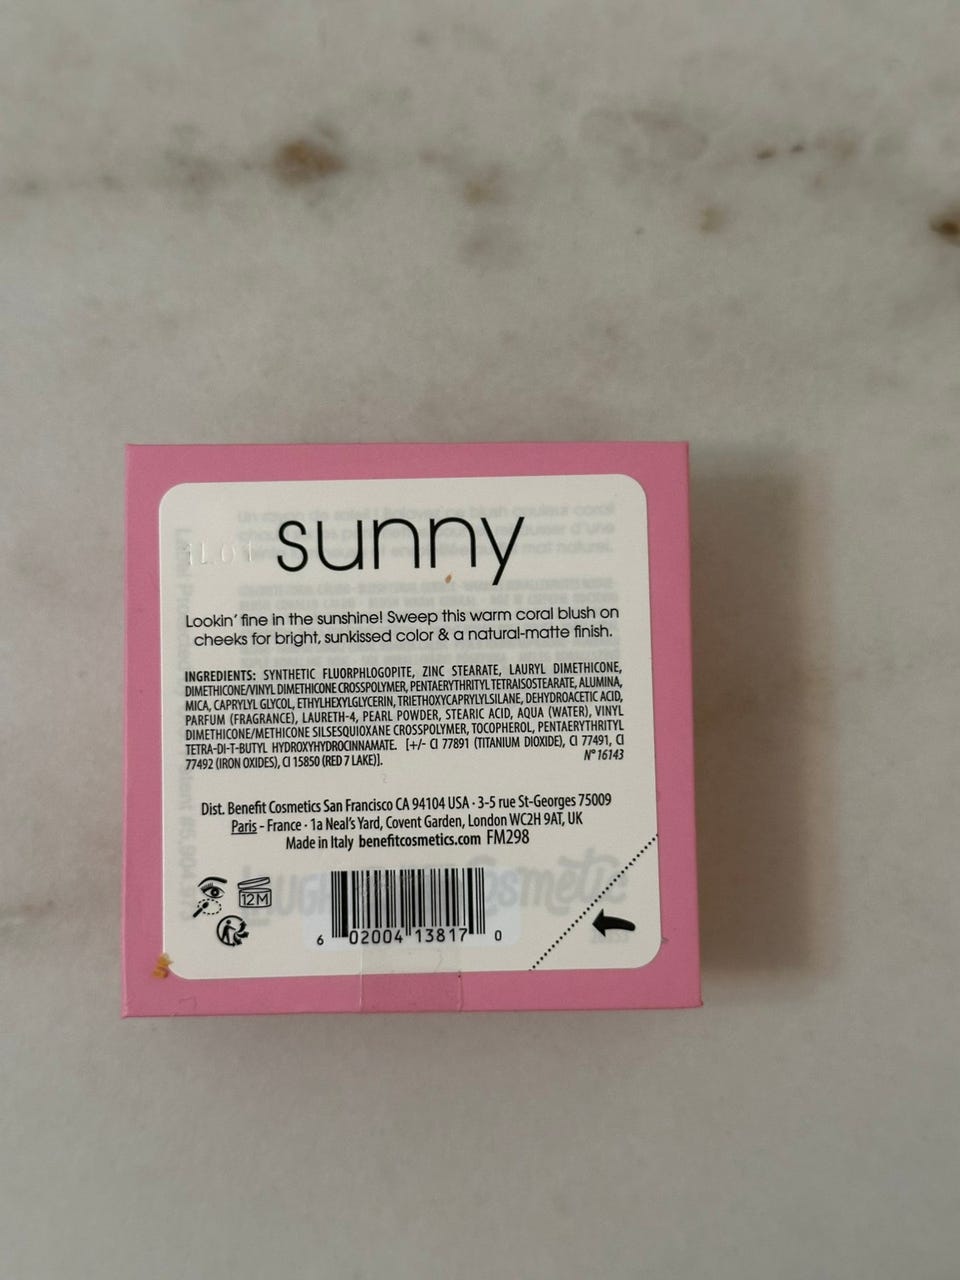 sunny
Lookin' fine in the sunshine! Sweep this warm coral blush on
cheeks for bright, sunkissed color & a natural-matte finish.
INGREDIENTS: SYNTHETIC FLUORPHLOGOPITE, ZINC STEARATE, LAURYL DIMETHICONE,
DIMETHICONE/VINYL DIMETHICONE CROSSPOLYMER, PENTAERYTHRITYL TETRAISOSTEARATE, ALUMINA,
MICA, CAPRYLYL GLYCOL, ETHYLHEXYLGLYCERIN, TRIETHOXYCAPRYLYLSILANE, DEHYDROACETIC ACID,
PARFUM (FRAGRANCE), LAURETH-4, PEARL POWDER, STEARIC ACID, AQUA (WATER), VINYL
DIMETHICONE/METHICONE SILSESQUIOXANE CROSSPOLYMER, TOCOPHEROL, PENTAERYTHRITYL
TETRA-DI-T-BUTYL HYDROXYHYDROCINNAMATE. [+/- CI 77891 (TITANIUM DIOXIDE), CI 77491, CI
77492 (IRON OXIDES), CI 15850 (RED 7 LAKE)]. N° 16143
Dist. Benefit Cosmetics San Francisco CA 94104 USA · 3-5 rue St-Georges 75009
Paris - France · 1a Neal's Yard, Covent Garden, London WC2H 9AT, UK
Made in Italy benefitcosmetics.com FM298
12M
6 02004 13817 0